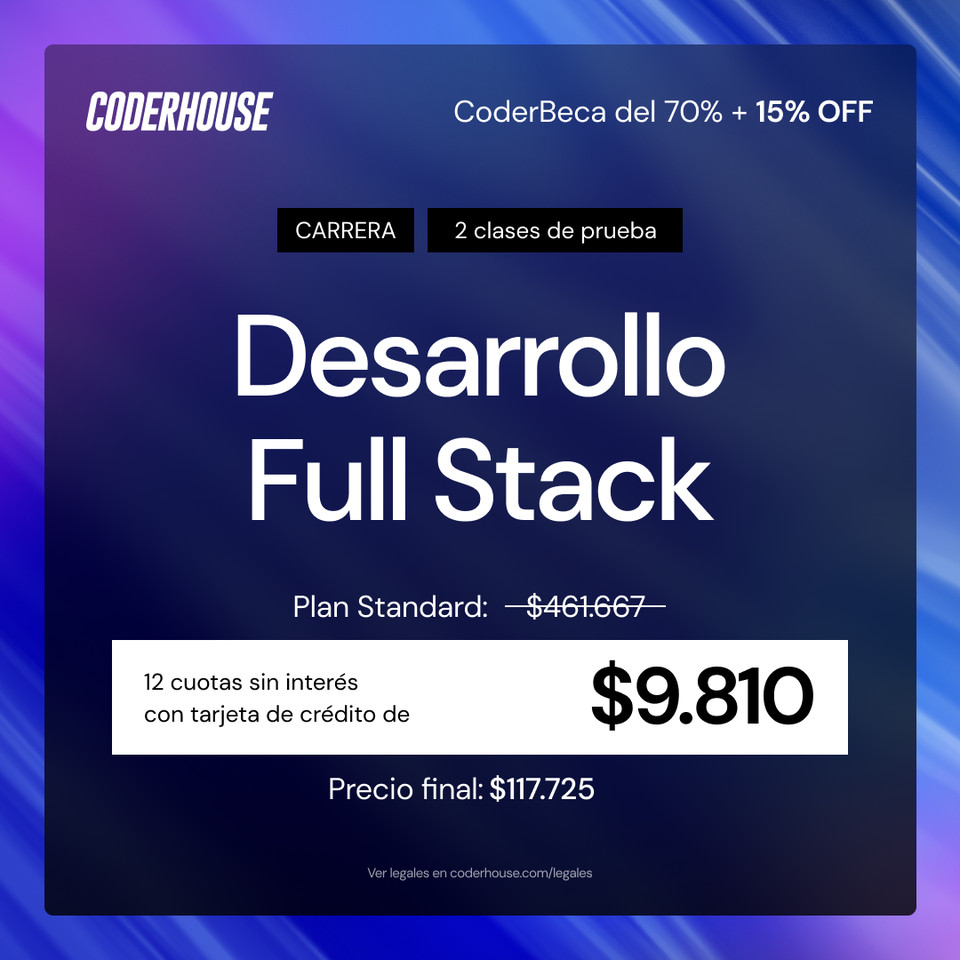 CODERHOUSE
CoderBeca del 70% + 15% OFF
CARRERA
2 clases de prueba
Desarrollo
Full Stack
Plan Standard: $461.667
12 cuotas sin interés
con tarjeta de crédito de
$9.810
Precio final: $117.725
Ver legales en coderhouse.com/legales